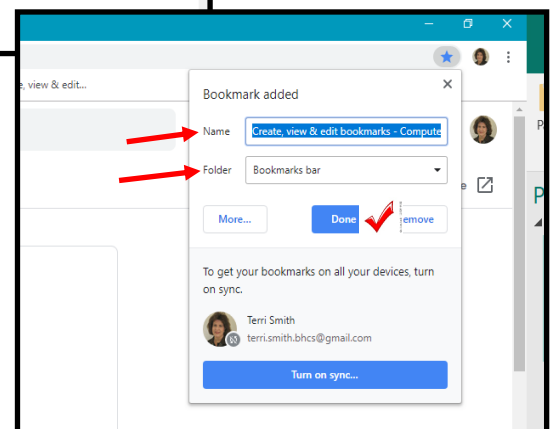 , view & edit...
Bookmark added
Name
Create, view & edit bookmarks - Compute
Folder
Bookmarks bar
More...
Done
emove
To get your bookmarks on all your devices, turn
on sync.
Terri Smith
terri.smith.bhcs@gmail.com
Turn on sync...